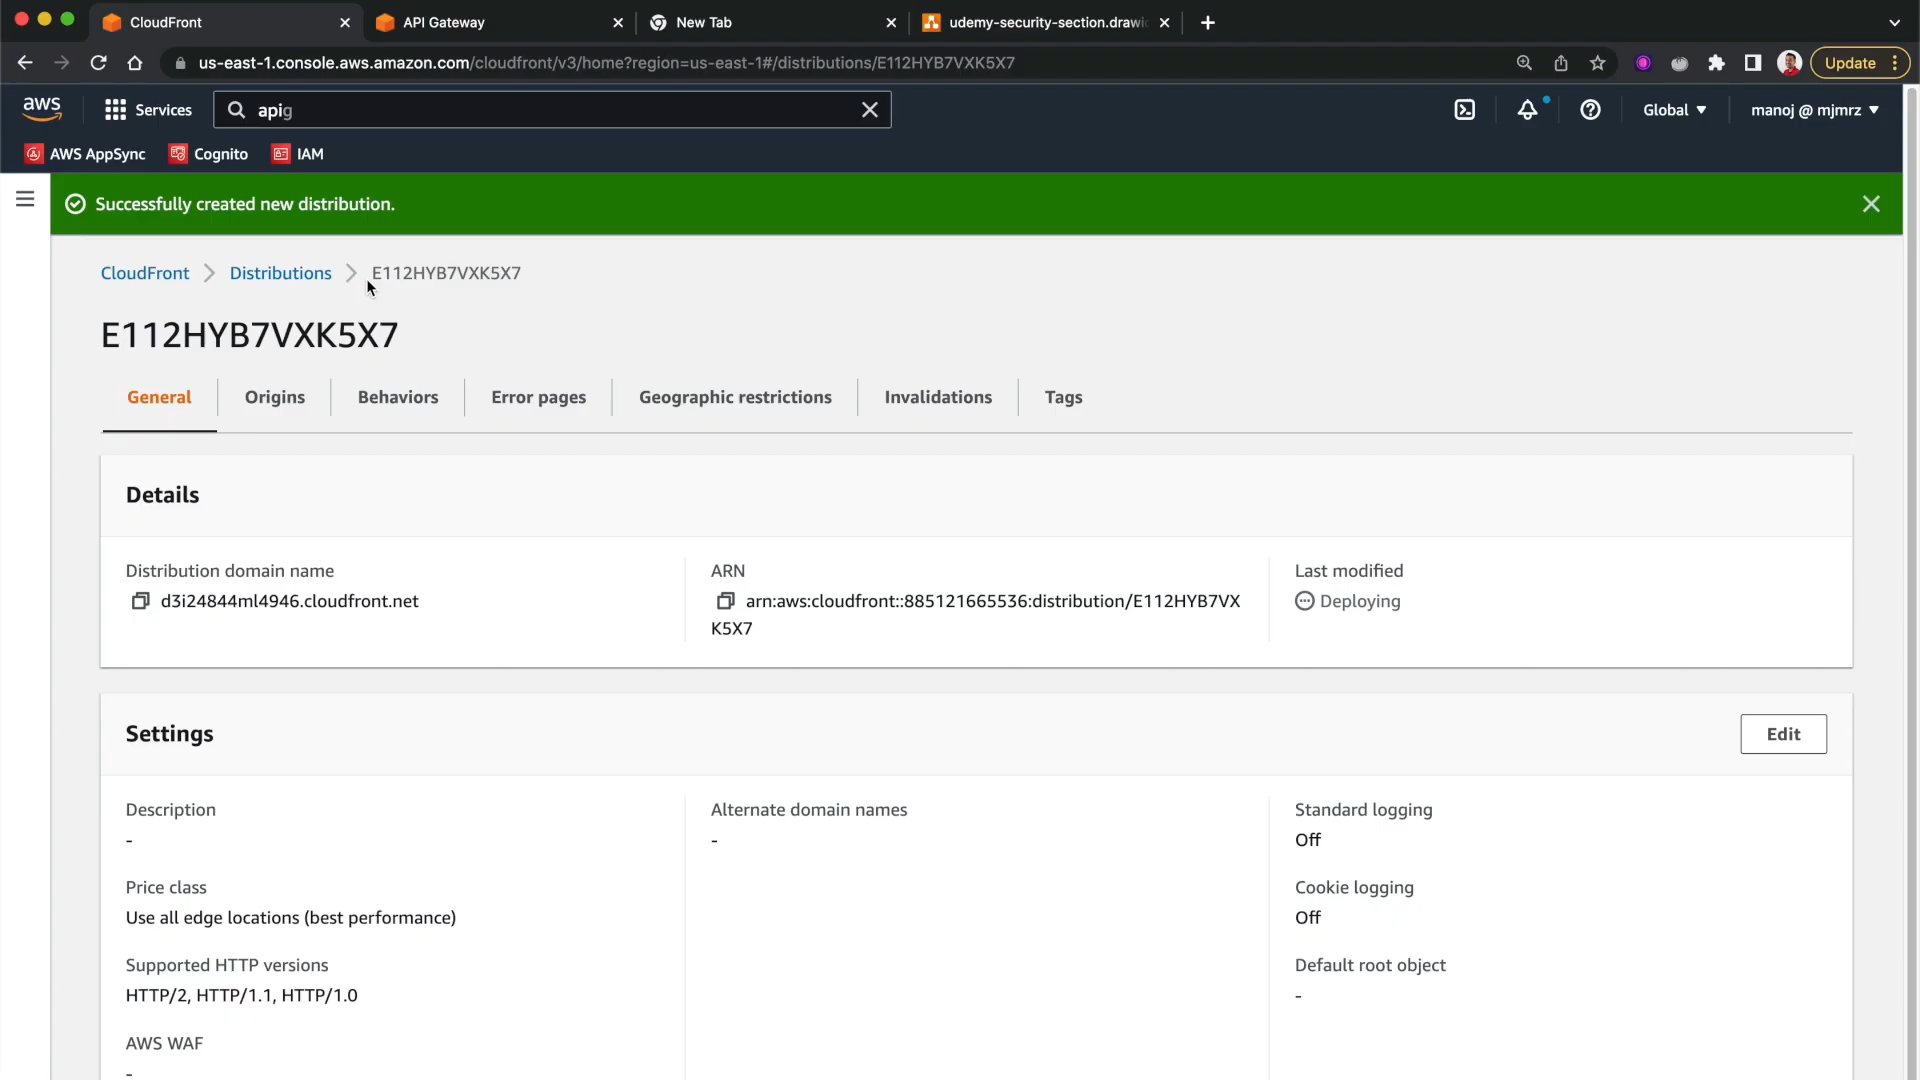 CloudFront
API Gateway
New Tab
udemy-security-section.drawi
us-east-1.console.aws.amazon.com/cloudfront/v3/home?region=us-east-1#/distributions/E112HYB7VXK5X7
Update
aws
Services
apig
Global
manoj @ mjmrz
AWS AppSync
Cognito
IAM
Successfully created new distribution.
CloudFront
Distributions
E112HYB7VXK5X7
E112HYB7VXK5X7
General
Origins
Behaviors
Error pages
Geographic restrictions
Invalidations
Tags
Details
Distribution domain name
d3i24844ml4946.cloudfront.net
ARN
arn:aws:cloudfront::885121665536:distribution/E112HYB7VX
K5X7
Last modified
Deploying
Settings
Edit
Description
-
Alternate domain names
-
Standard logging
Off
Price class
Use all edge locations (best performance)
Cookie logging
Off
Supported HTTP versions
HTTP/2, HTTP/1.1, HTTP/1.0
Default root object
-
AWS WAF
-